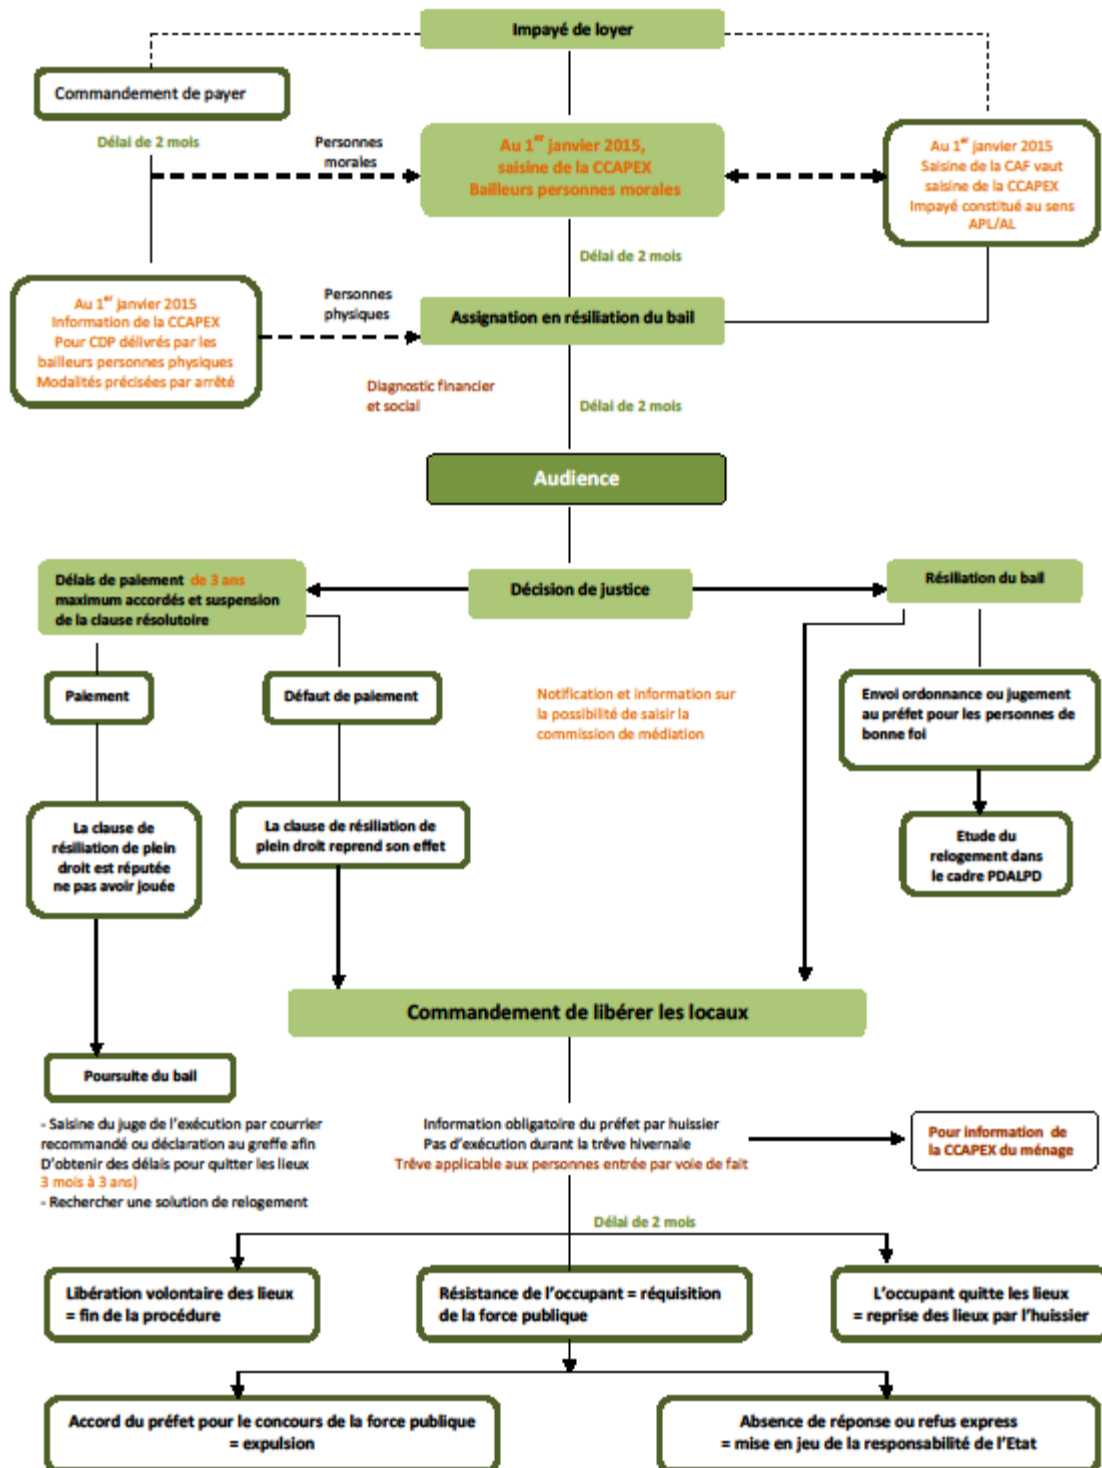 Impayé de loyer
Commandement de payer
Délai de 2 mois
Personnes
morales
Au 1er janvier 2015,
saisine de la CCAPEX
Bailleurs personnes morales
Au 1er janvier 2015
Saisine de la CAF vaut
saisine de la CCAPEX
Impayé constitué au sens
APL/AL
Délai de 2 mois
Au 1er janvier 2015
Information de la CCAPEX
Pour CDP délivrés par les
bailleurs personnes physiques
Modalités précisées par arrêté
Personnes
physiques
Assignation en résiliation du bail
Diagnostic financier
et social
Délai de 2 mois
Audience
Délais de paiement de 3 ans
maximum accordés et suspension
de la clause résolutoire
Décision de justice
Résiliation du bail
Paiement
Défaut de paiement
Notification et information sur
la possibilité de saisir la
commission de médiation
Envoi ordonnance ou jugement
au préfet pour les personnes de
bonne foi
La clause de
résiliation de plein
droit est réputée
ne pas avoir jouée
La clause de résiliation de
plein droit reprend son effet
Etude du
relogement dans
le cadre PDALPD
Commandement de libérer les locaux
Poursuite du bail
- Saisine du juge de l'exécution par courrier
recommandé ou déclaration au greffe afin
D'obtenir des délais pour quitter les lieux
3 mois à 3 ans)
- Rechercher une solution de relogement
Information obligatoire du préfet par huissier
Pas d'exécution durant la trêve hivernale
Trêve applicable aux personnes entrée par voie de fait
Pour information de
la CCAPEX du ménage
Délai de 2 mois
Libération volontaire des lieux
= fin de la procédure
Résistance de l'occupant = réquisition
de la force publique
L'occupant quitte les lieux
= reprise des lieux par l'huissier
Accord du préfet pour le concours de la force publique
= expulsion
Absence de réponse ou refus express
= mise en jeu de la responsabilité de l'Etat